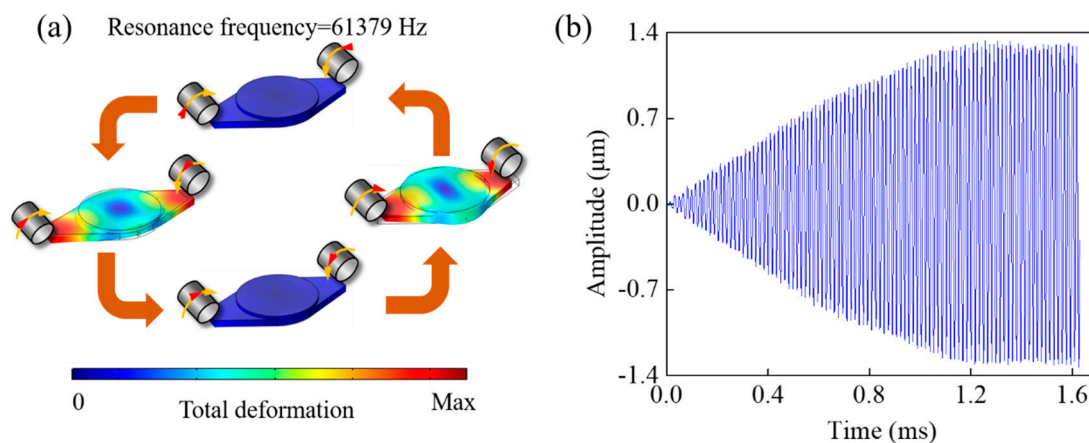 (a)
Resonance frequency=61379 Hz
0
Total deformation
Max
(b)
Amplitude (μm)
1.4
0.7
0.0
-0.7
-1.4
0.0 0.4 0.8 1.2 1.6
Time (ms)